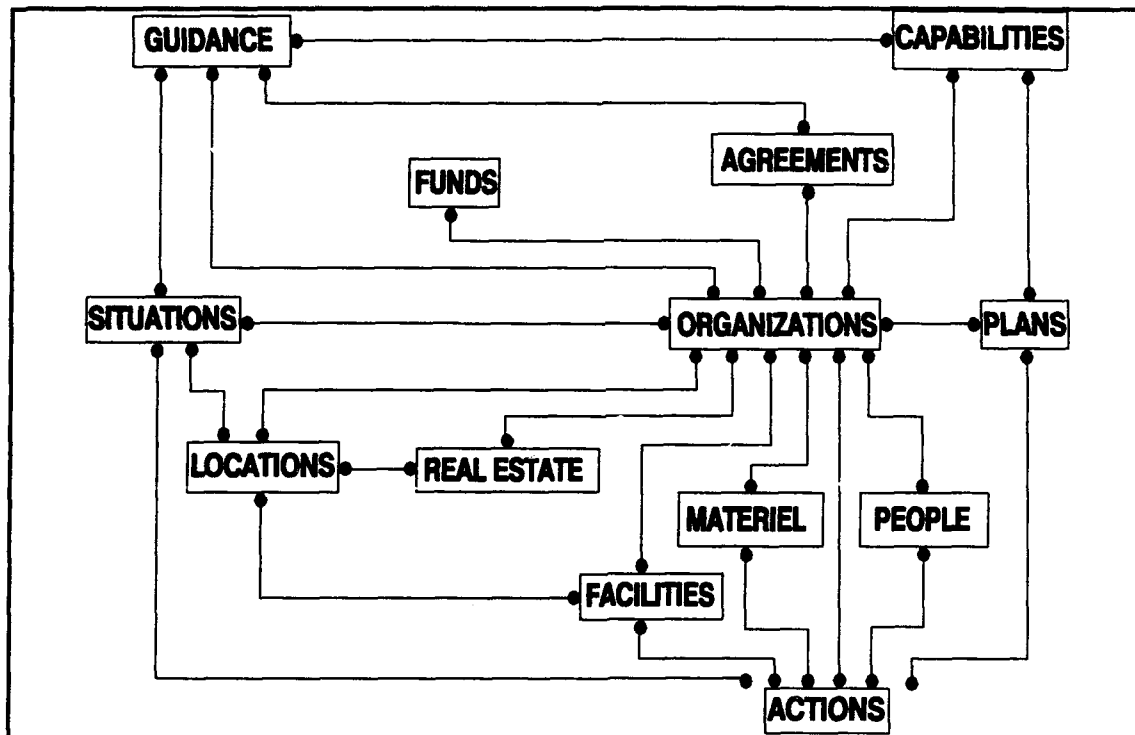 GUIDANCE
CAPABILITIES
AGREEMENTS
FUNDS
SITUATIONS
ORGANIZATIONS
PLANS
LOCATIONS
REAL ESTATE
MATERIEL
PEOPLE
FACILITIES
ACTIONS